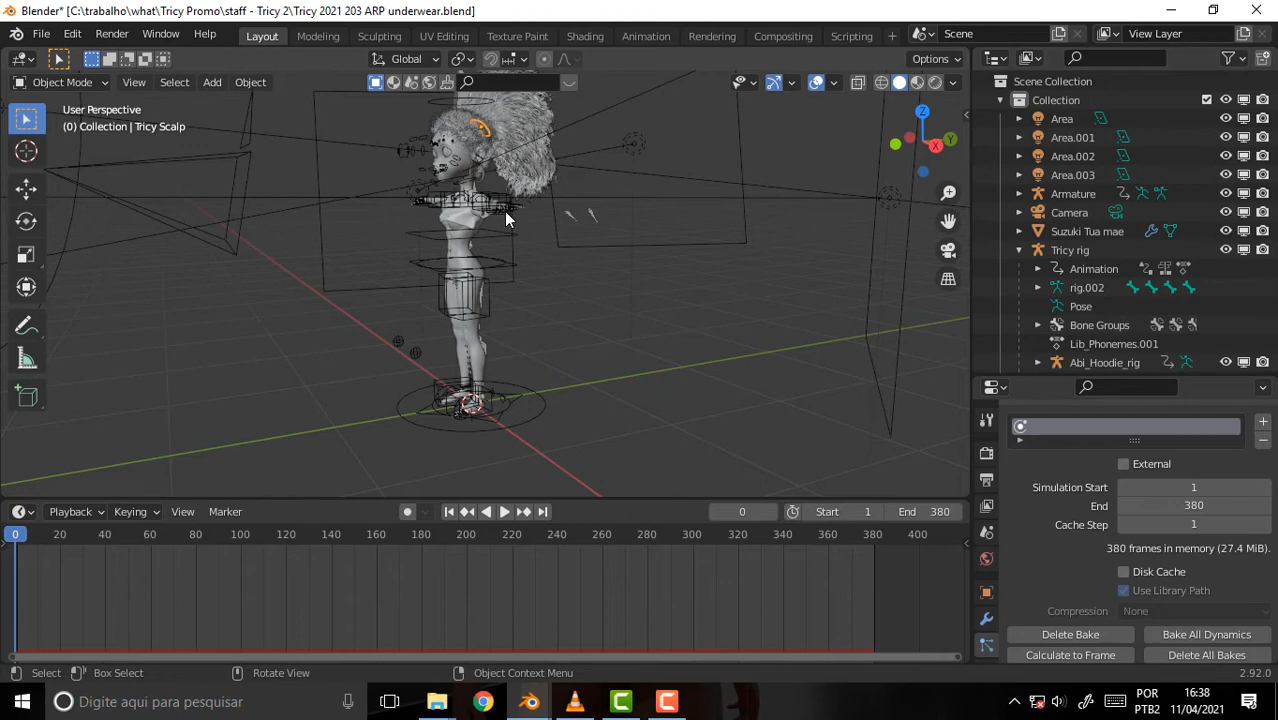 Blender* [C:\trabalho\what\Tricy Promo\staff - Tricy 2\Tricy 2021 203 ARP underwear.blend]
File Edit Render Window Help Layout Modeling Sculpting UV Editing Texture Paint Shading Animation Rendering Compositing Scripting + Scene View Layer
Global Options
Object Mode View Select Add Object
User Perspective
(0) Collection | Tricy Scalp
Z
Y
X
Scene Collection
Collection
Area
Area.001
Area.002
Area.003
Armature
Camera
Suzuki Tua mae
Tricy rig
Animation
rig.002
Pose
Bone Groups
Lib_Phonemes.001
Abi_Hoodie_rig
External
Simulation Start 1
End 380
Cache Step 1
380 frames in memory (27.4 MiB).
Disk Cache
Use Library Path
Compression None
Delete Bake Bake All Dynamics
Calculate to Frame Delete All Bakes
Playback Keying View Marker 0 Start 1 End 380
0 20 40 60 80 100 120 140 160 180 200 220 240 260 280 300 320 340 360 380 400
Select Box Select Rotate View Object Context Menu 2.92.0
Digite aqui para pesquisar
POR
PTB2
16:38
11/04/2021